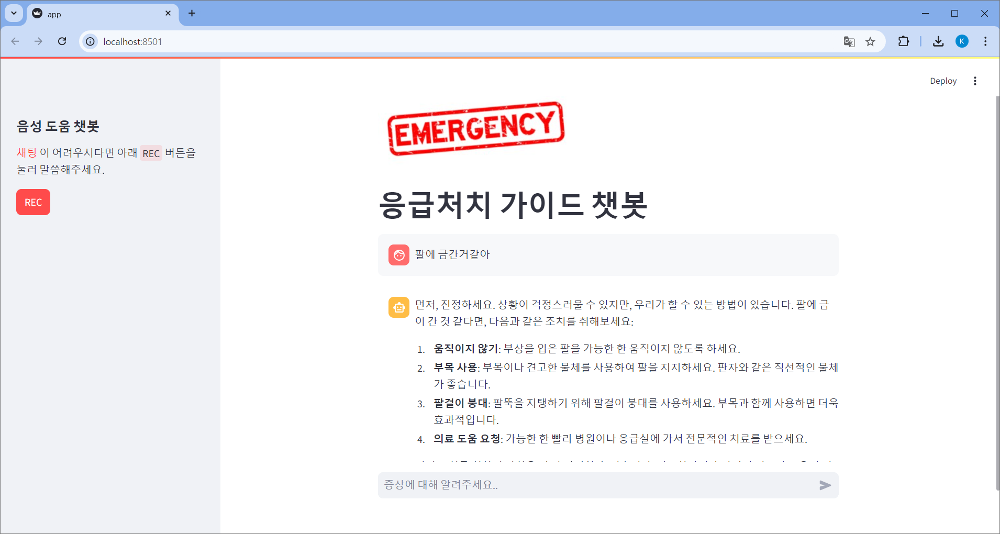 app
localhost:8501
K
Deploy
음성 도움 챗봇
채팅 이 어려우시다면 아래 REC 버튼을
눌러 말씀해주세요.
REC
EMERGENCY
응급처치 가이드 챗봇
팔에 금간거같아
먼저, 진정하세요. 상황이 걱정스러울 수 있지만, 우리가 할 수 있는 방법이 있습니다. 팔에 금
이 간 것 같다면, 다음과 같은 조치를 취해보세요:
1. 움직이지 않기: 부상을 입은 팔을 가능한 한 움직이지 않도록 하세요.
2. 부목 사용: 부목이나 견고한 물체를 사용하여 팔을 지지하세요. 판자와 같은 직선적인 물체
가 좋습니다.
3. 팔걸이 붕대: 팔뚝을 지탱하기 위해 팔걸이 붕대를 사용하세요. 부목과 함께 사용하면 더욱
효과적입니다.
4. 의료 도움 요청: 가능한 한 빨리 병원이나 응급실에 가서 전문적인 치료를 받으세요.
증상에 대해 알려주세요..